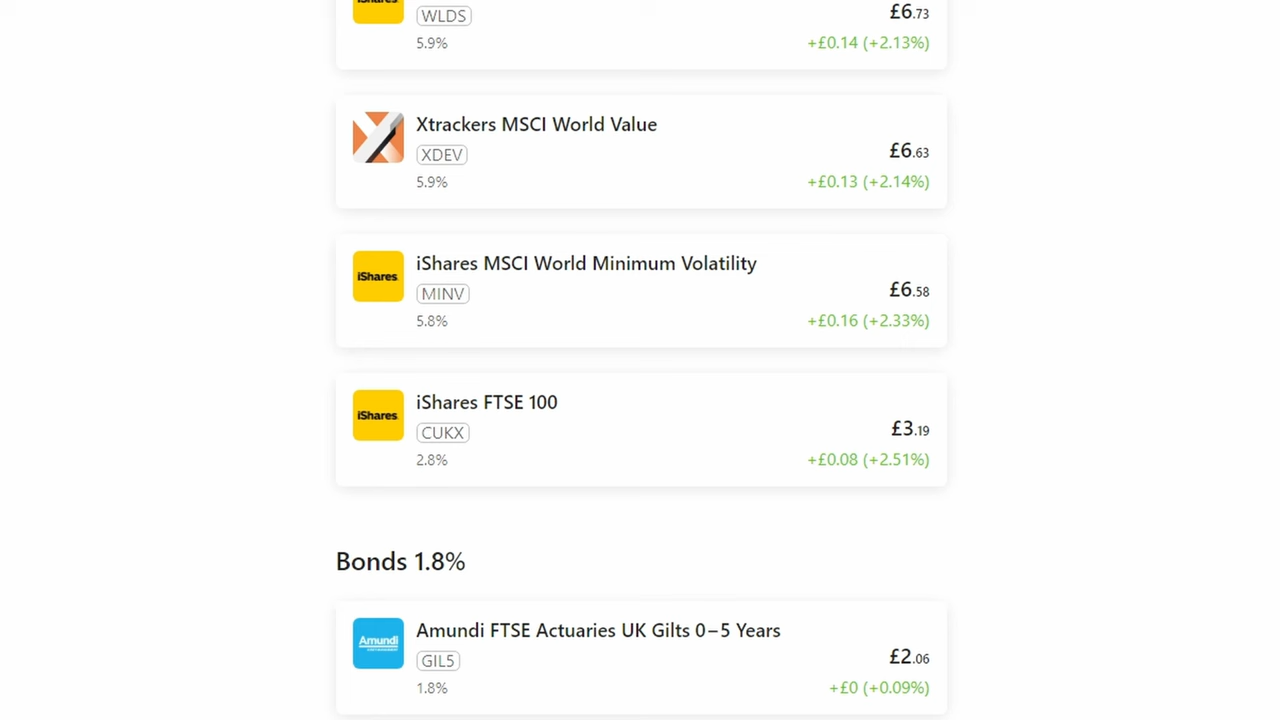 iShares
WLDS
£6.73
5.9%
+£0.14 (+2.13%)
Xtrackers MSCI World Value
XDEV
£6.63
5.9%
+£0.13 (+2.14%)
iShares MSCI World Minimum Volatility
iShares
MINV
£6.58
5.8%
+£0.16 (+2.33%)
iShares FTSE 100
iShares
CUKX
£3.19
2.8%
+£0.08 (+2.51%)
Bonds 1.8%
Amundi FTSE Actuaries UK Gilts 0–5 Years
Amundi
GIL5
£2.06
1.8%
+£0 (+0.09%)